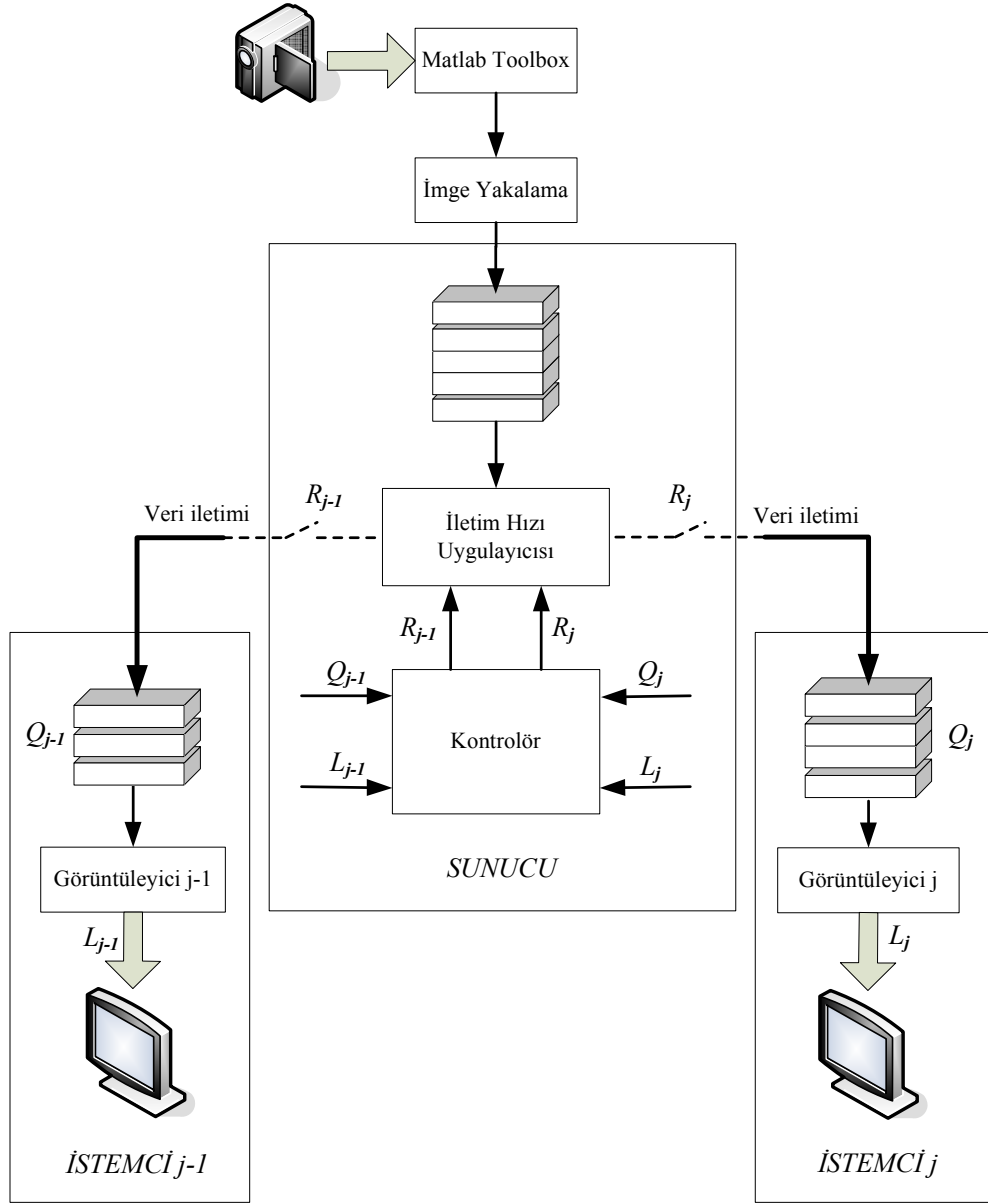 Matlab Toolbox
İmge Yakalama
R_{j-1}
R_j
Veri iletimi
Veri iletimi
İletim Hızı
Uygulayıcısı
R_{j-1}
R_j
Q_{j-1}
Q_j
Q_{j-1}
Kontrolör
Q_j
L_{j-1}
L_j
Görüntüleyici j-1
SUNUCU
Görüntüleyici j
L_{j-1}
L_j
İSTEMCİ j-1
İSTEMCİ j